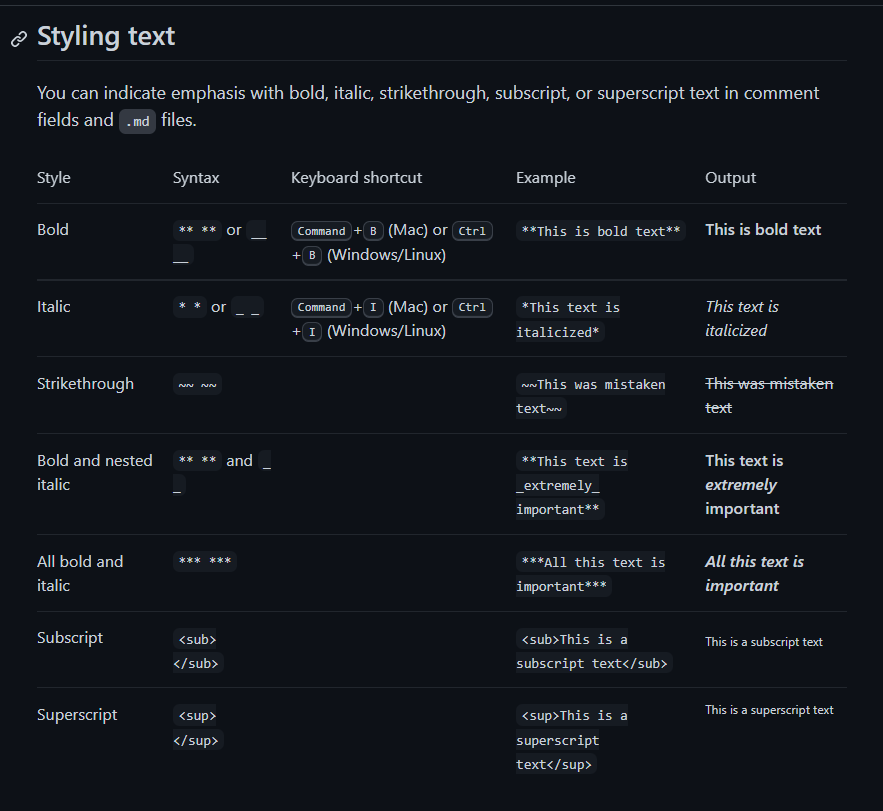 Styling text
You can indicate emphasis with bold, italic, strikethrough, subscript, or superscript text in comment
fields and .md files.
Style Syntax Keyboard shortcut Example Output
Bold ** ** or __ __ Command+B (Mac) or Ctrl+B (Windows/Linux) **This is bold text** This is bold text
Italic * * or _ _ Command+I (Mac) or Ctrl+I (Windows/Linux) *This text is italicized* This text is italicized
Strikethrough ~~ ~~ ~~This was mistaken text~~ This was mistaken text
Bold and nested italic ** ** and _ _ **This text is _extremely_ important** This text is extremely important
All bold and italic *** *** ***All this text is important*** All this text is important
Subscript <sub> </sub> <sub>This is a subscript text</sub> This is a subscript text
Superscript <sup> </sup> <sup>This is a superscript text</sup> This is a superscript text